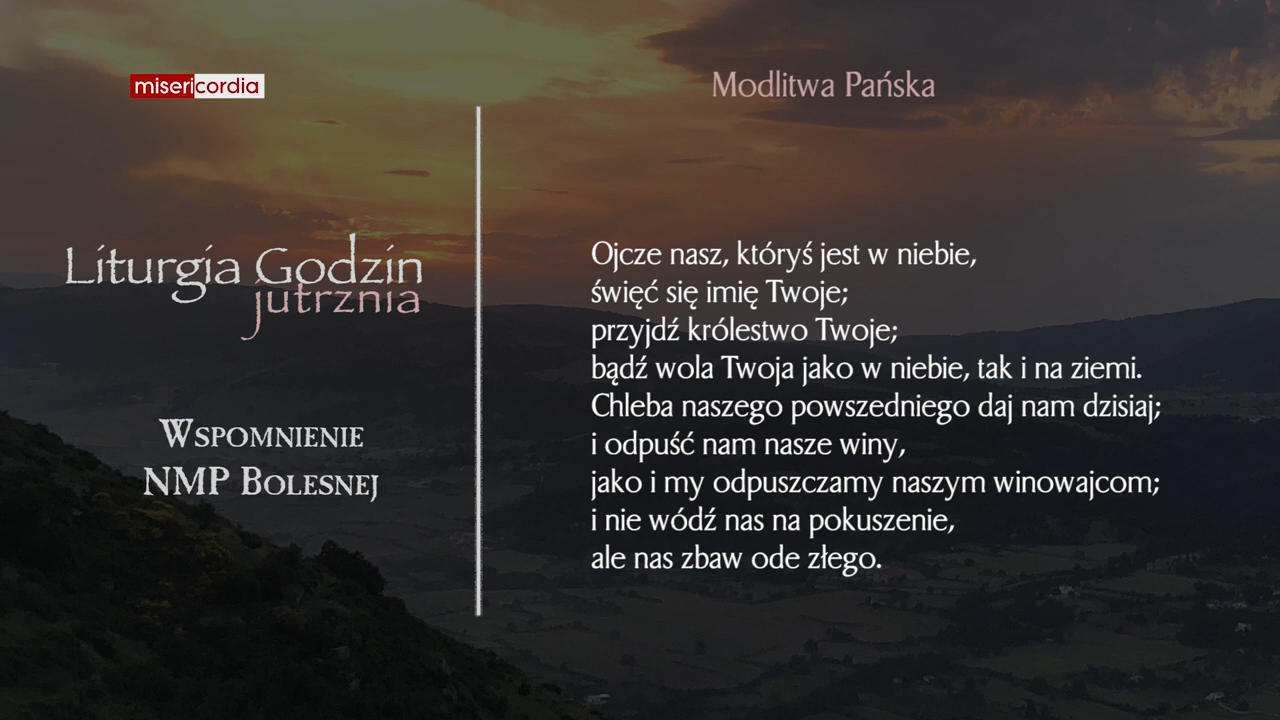 misericordia
Liturgia Godzin
jutrznia
Wspomnienie
NMP Bolesnej
Modlitwa Pańska
Ojcze nasz, któryś jest w niebie,
święć się imię Twoje;
przyjdź królestwo Twoje;
bądź wola Twoja jako w niebie, tak i na ziemi.
Chleba naszego powszedniego daj nam dzisiaj;
i odpuść nam nasze winy,
jako i my odpuszczamy naszym winowajcom;
i nie wódź nas na pokuszenie,
ale nas zbaw ode złego.